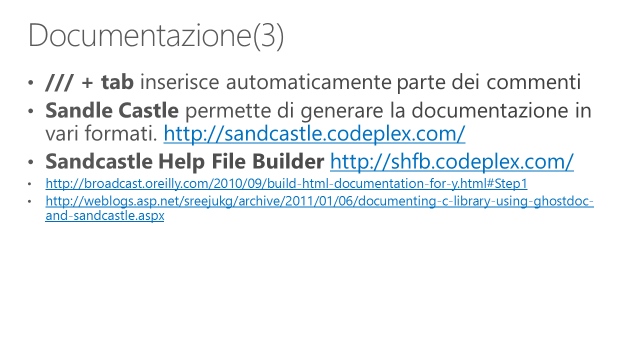 Documentazione(3)
• /// + tab inserisce automaticamente parte dei commenti
• Sandle Castle permette di generare la documentazione in
vari formati. http://sandcastle.codeplex.com/
• Sandcastle Help File Builder http://shfb.codeplex.com/
• http://broadcast.oreilly.com/2010/09/build-html-documentation-for-y.html#Step1
• http://weblogs.asp.net/sreejukg/archive/2011/01/06/documenting-c-library-using-ghostdoc-
and-sandcastle.aspx